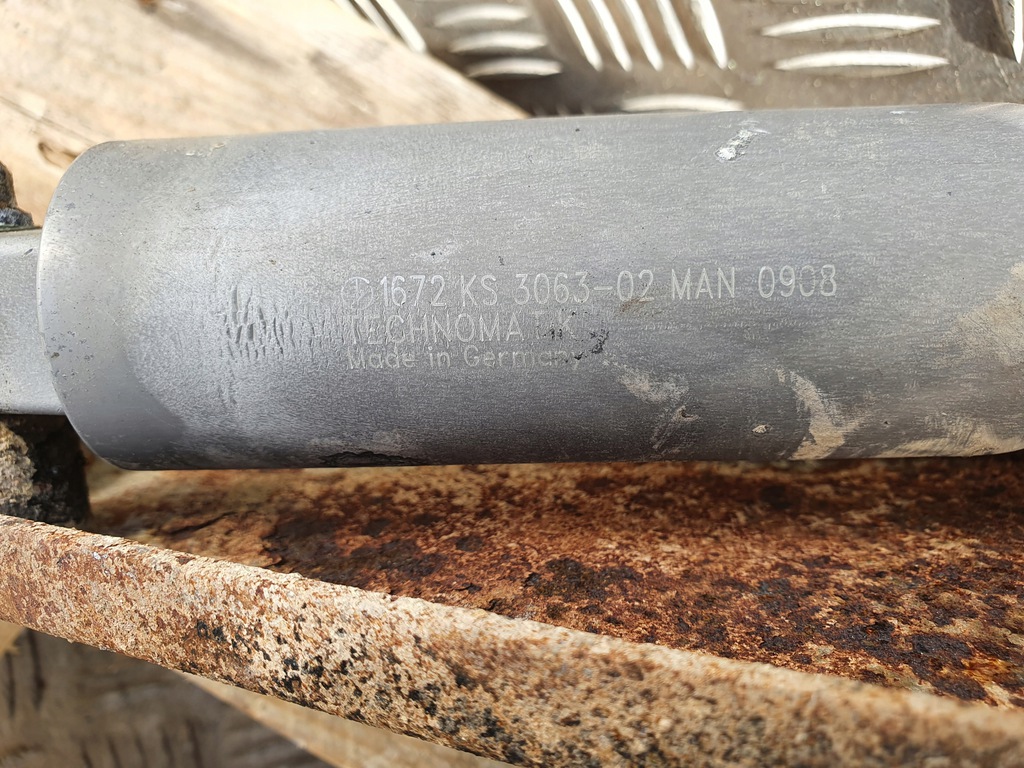 1672 KS 3063-02 MAN 0908
TECHNOMATIC
Made in Germany